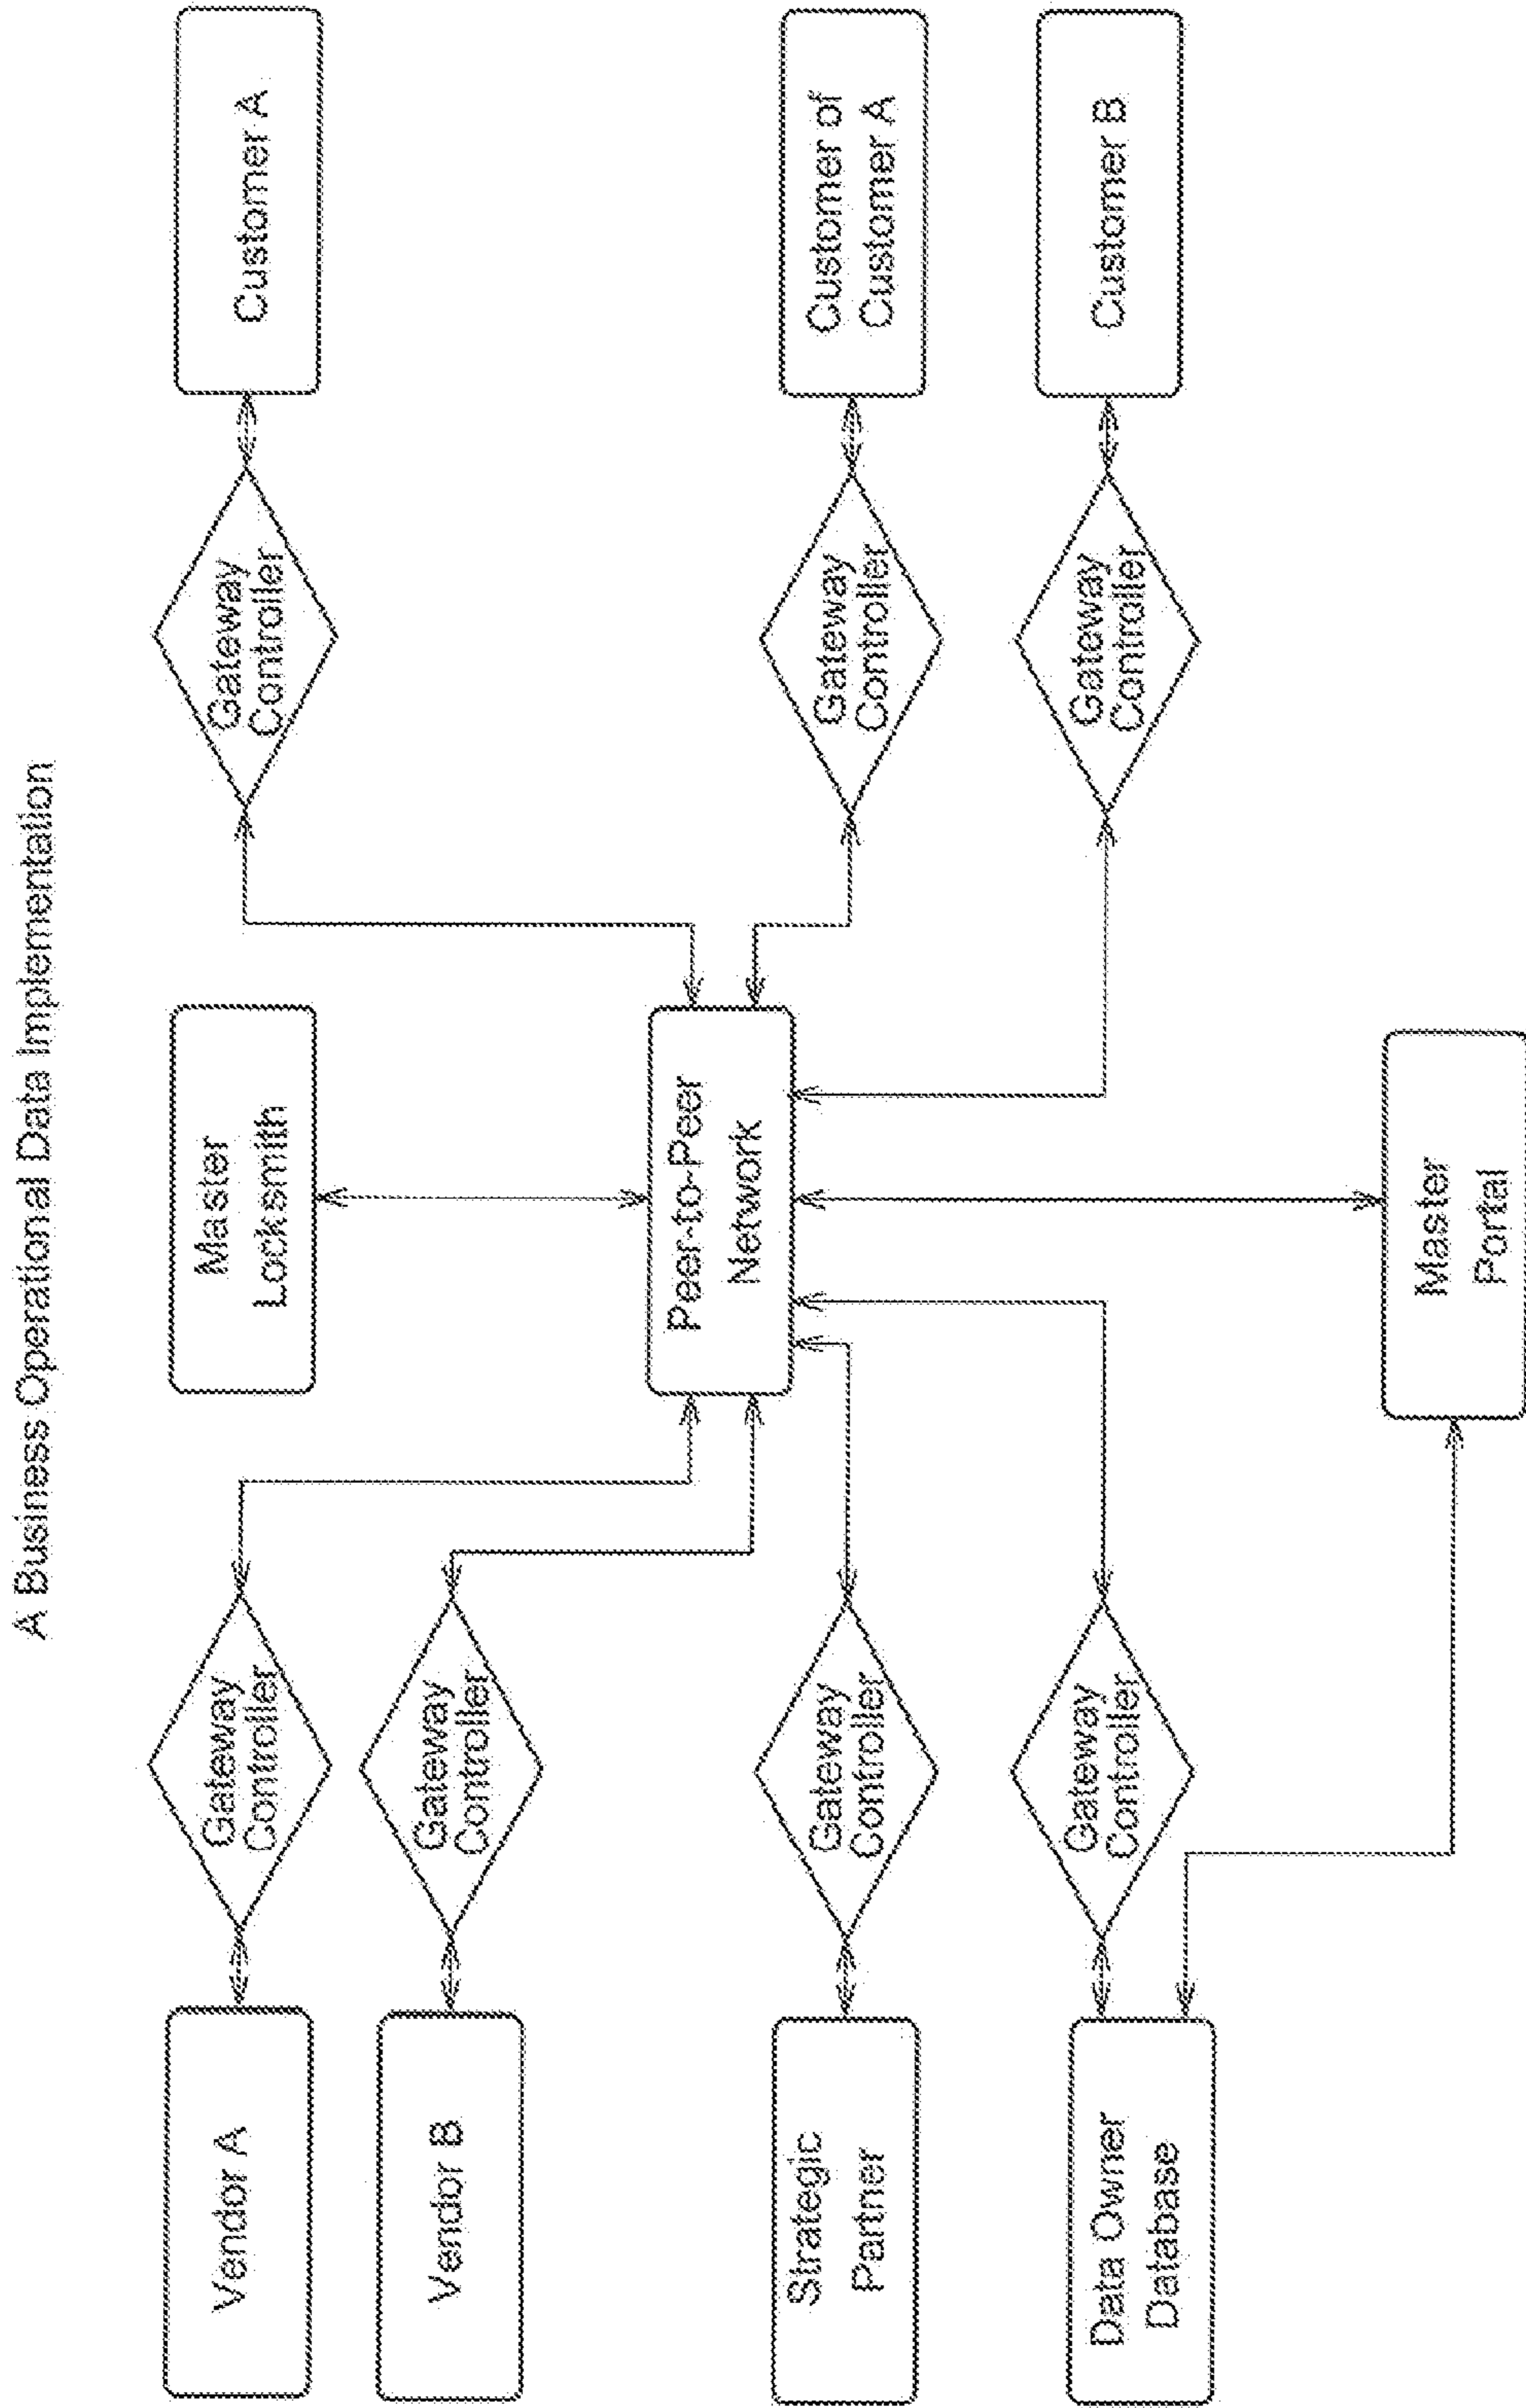 A Business Operational Data Implementation
Vendor A
Gateway
Controller
Master
Locksmith
Gateway
Controller
Customer A
Vendor B
Gateway
Controller
Peer-to-Peer
Network
Strategic
Partner
Gateway
Controller
Gateway
Controller
Customer of
Customer A
Data Owner
Database
Gateway
Controller
Gateway
Controller
Customer B
Master
Portal